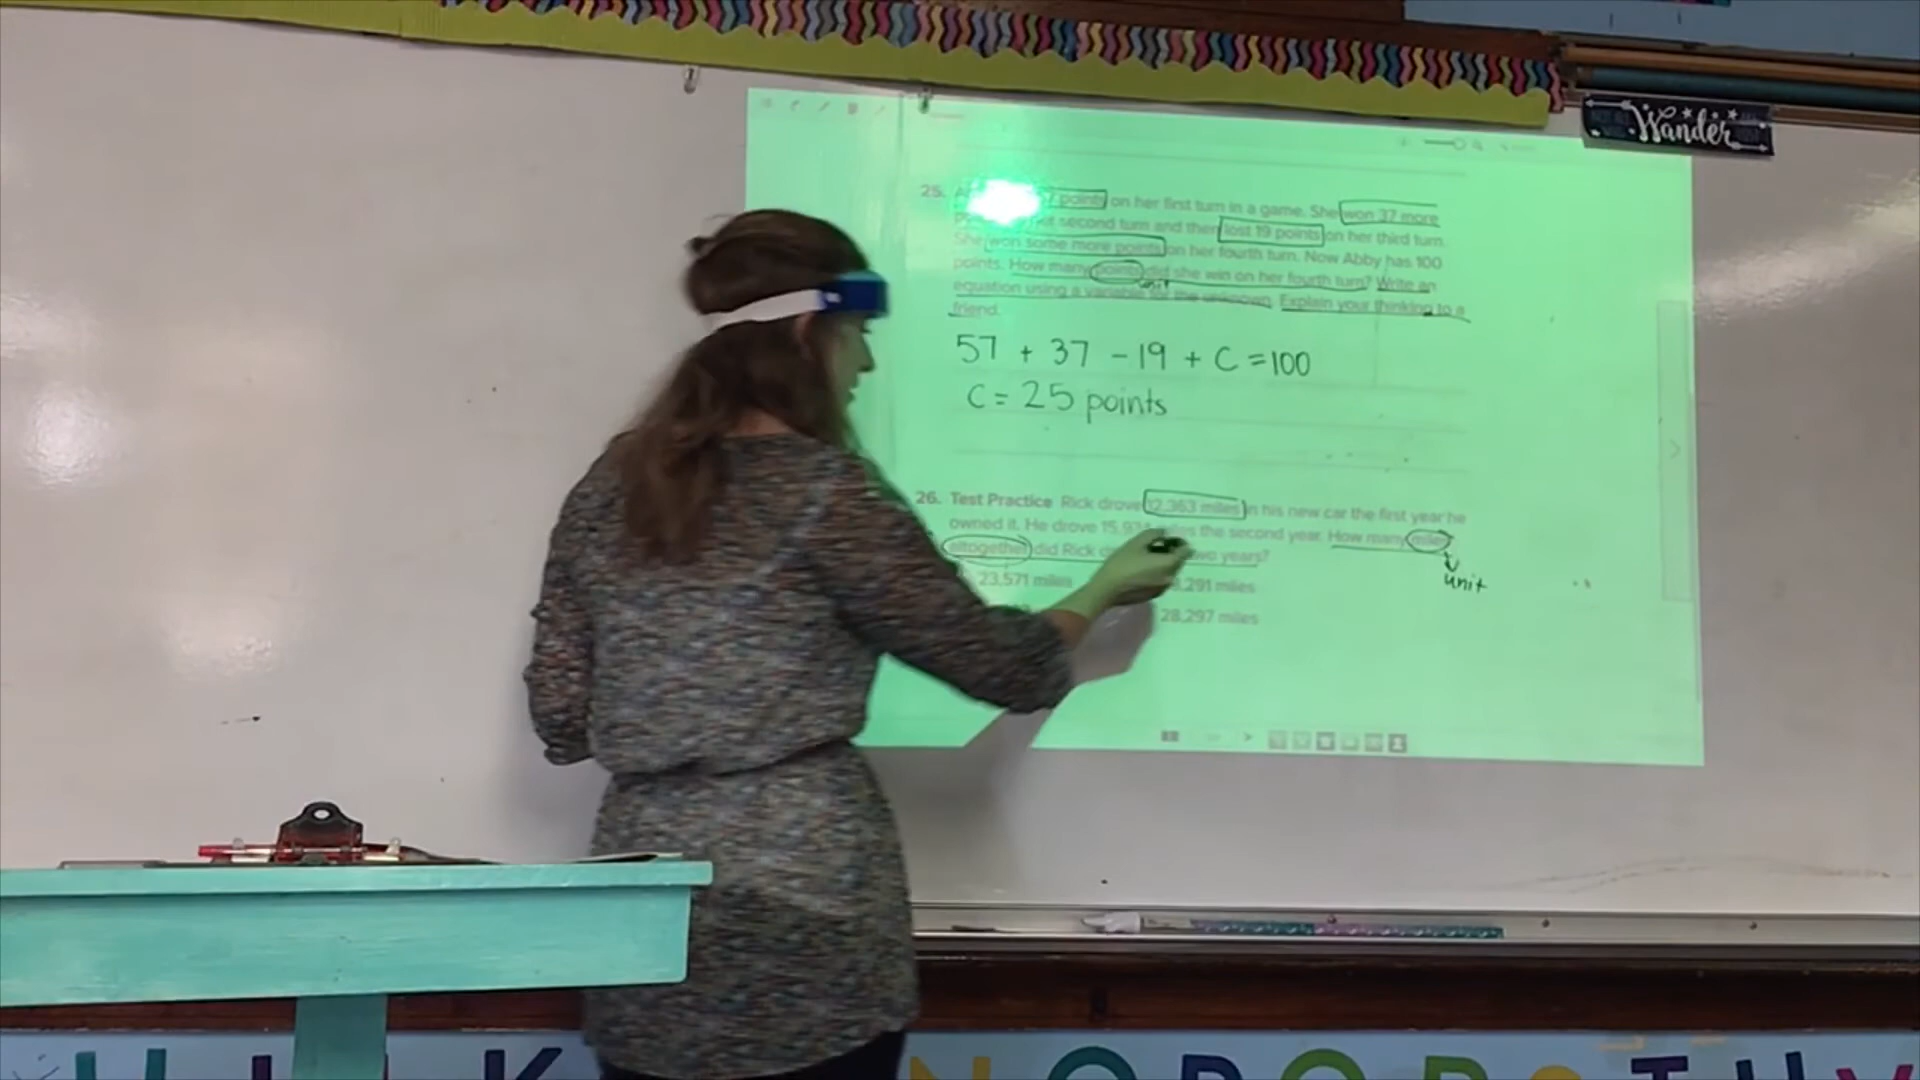 Wander
25. 7 points on her first turn in a game. She won 37 more
second turn and then lost 19 points on her third turn.
She won some more points on her fourth turn. Now Abby has 100
points. How many points did she win on her fourth turn? Write an
unit
equation using a variable for the unknown. Explain your thinking to a
friend.
57 + 37 - 19 + C = 100
C = 25 points
26. Test Practice Rick drove 12,363 miles in his new car the first year he
owned it. He drove the second year. How many miles
altogether did Rick two years?
unit
23,571 miles
,291 miles
28,297 miles